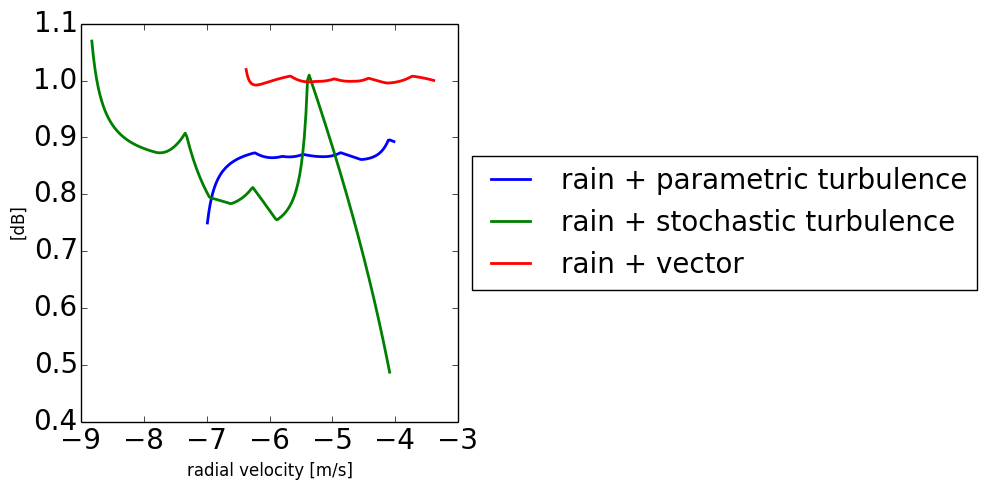 1.1
1.0
0.9
0.8
0.7
0.6
0.5
0.4
[dB]
−9 −8 −7 −6 −5 −4 −3
radial velocity [m/s]
rain + parametric turbulence
rain + stochastic turbulence
rain + vector